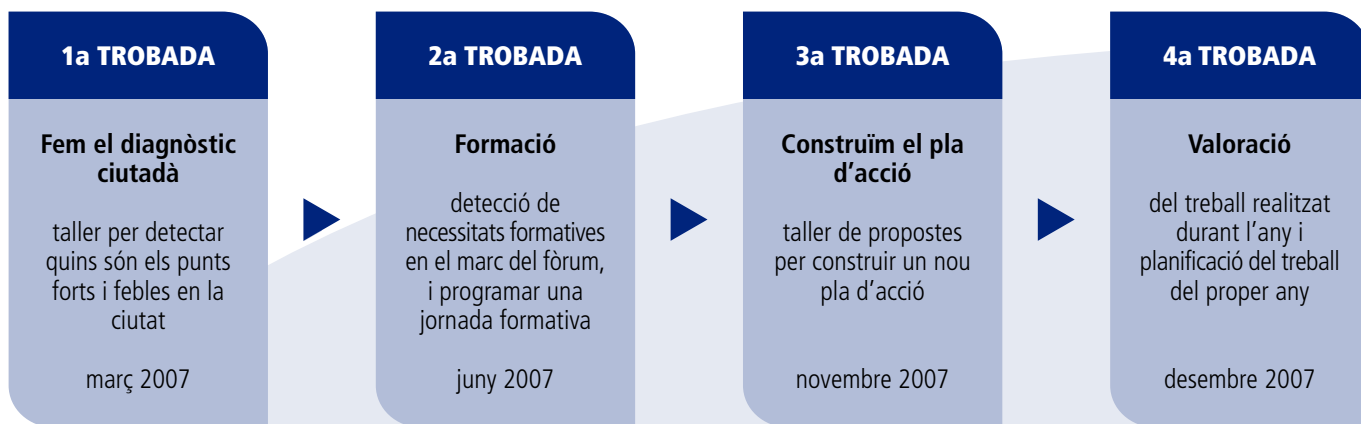 1a TROBADA
Fem el diagnòstic
ciutadà
taller per detectar
quins són els punts
forts i febles en la
ciutat
març 2007
2a TROBADA
Formació
detecció de
necessitats formatives
en el marc del fòrum,
i programar una
jornada formativa
juny 2007
3a TROBADA
Construïm el pla
d’acció
taller de propostes
per construir un nou
pla d’acció
novembre 2007
4a TROBADA
Valoració
del treball realitzat
durant l’any i
planificació del treball
del proper any
desembre 2007